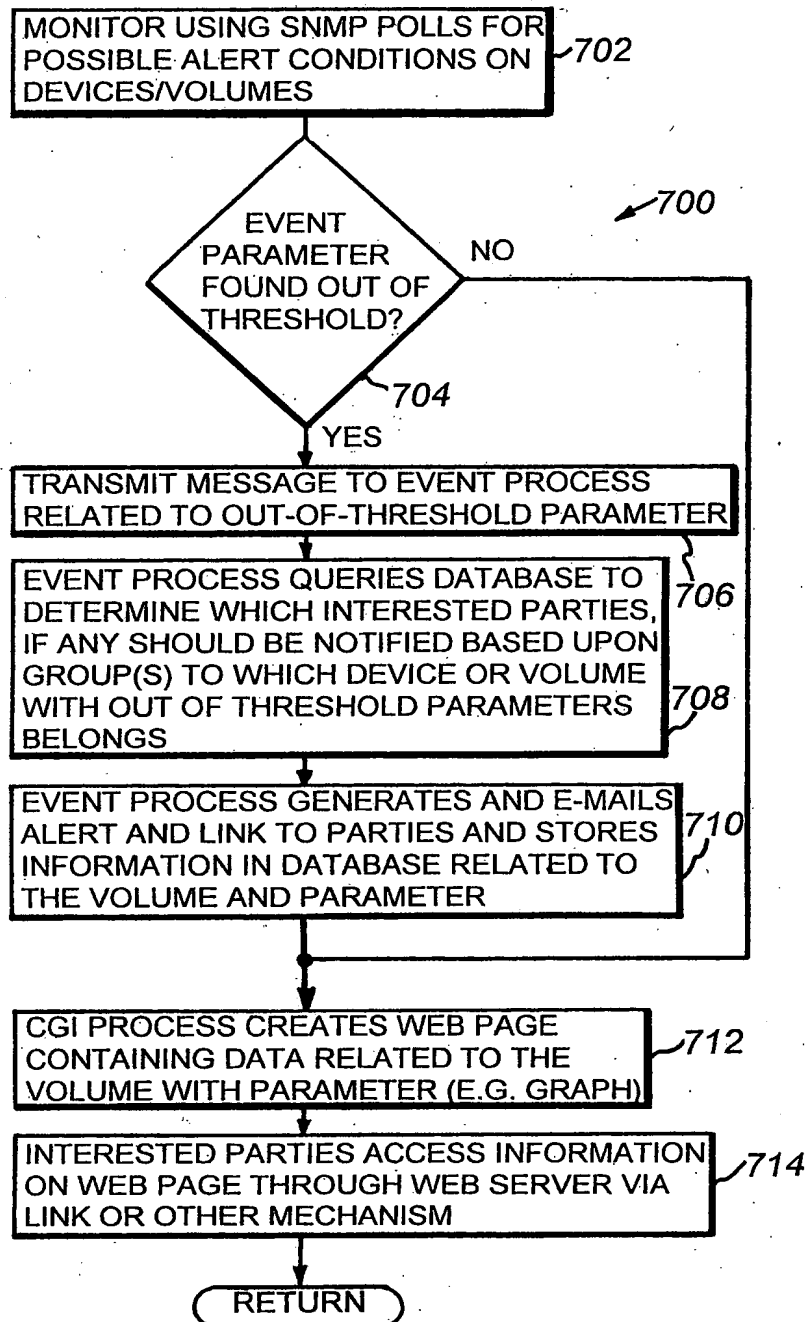 MONITOR USING SNMP POLLS FOR
POSSIBLE ALERT CONDITIONS ON
DEVICES/VOLUMES
702
700
EVENT
PARAMETER
FOUND OUT OF
THRESHOLD?
NO
704
YES
TRANSMIT MESSAGE TO EVENT PROCESS
RELATED TO OUT-OF-THRESHOLD PARAMETER
706
EVENT PROCESS QUERIES DATABASE TO
DETERMINE WHICH INTERESTED PARTIES,
IF ANY SHOULD BE NOTIFIED BASED UPON
GROUP(S) TO WHICH DEVICE OR VOLUME
WITH OUT OF THRESHOLD PARAMETERS
BELONGS
708
EVENT PROCESS GENERATES AND E-MAILS
ALERT AND LINK TO PARTIES AND STORES
INFORMATION IN DATABASE RELATED TO
THE VOLUME AND PARAMETER
710
CGI PROCESS CREATES WEB PAGE
CONTAINING DATA RELATED TO THE
VOLUME WITH PARAMETER (E.G. GRAPH)
712
INTERESTED PARTIES ACCESS INFORMATION
ON WEB PAGE THROUGH WEB SERVER VIA
LINK OR OTHER MECHANISM
714
RETURN